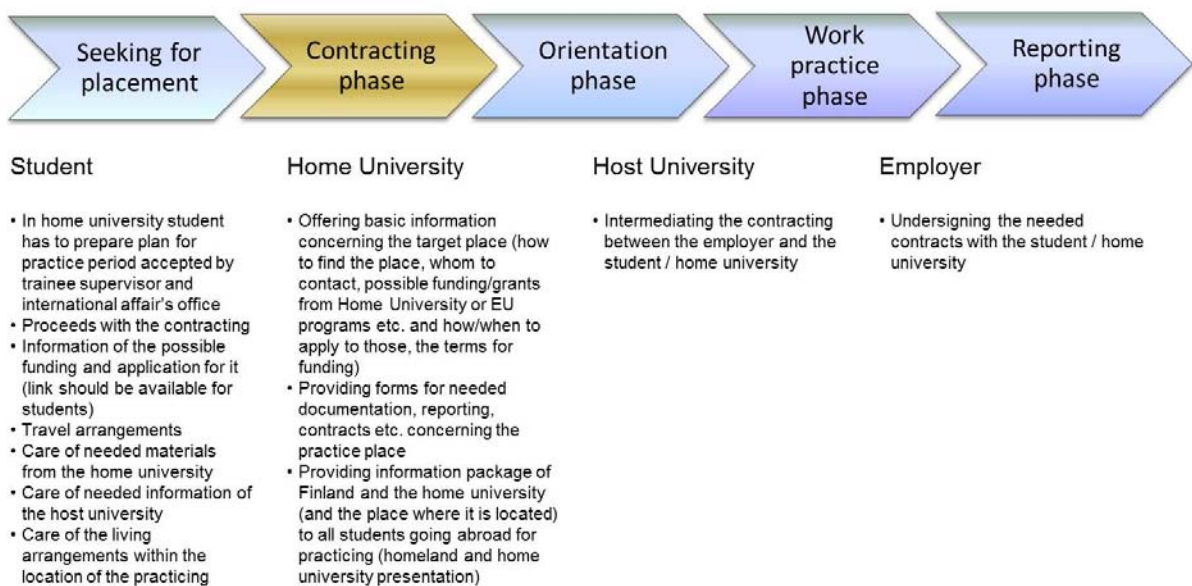 Seeking for
placement
Contracting
phase
Orientation
phase
Work
practice
phase
Reporting
phase
Student
• In home university student
has to prepare plan for
practice period accepted by
trainee supervisor and
international affair's office
• Proceeds with the contracting
• Information of the possible
funding and application for it
(link should be available for
students)
• Travel arrangements
• Care of needed materials
from the home university
• Care of needed information of
the host university
• Care of the living
arrangements within the
location of the practicing
Home University
• Offering basic information
concerning the target place (how
to find the place, whom to
contact, possible funding/grants
from Home University or EU
programs etc. and how/when to
apply to those, the terms for
funding)
• Providing forms for needed
documentation, reporting,
contracts etc. concerning the
practice place
• Providing information package of
Finland and the home university
(and the place where it is located)
to all students going abroad for
practicing (homeland and home
university presentation)
Host University
• Intermediating the contracting
between the employer and the
student / home university
Employer
• Undersigning the needed
contracts with the student / home
university